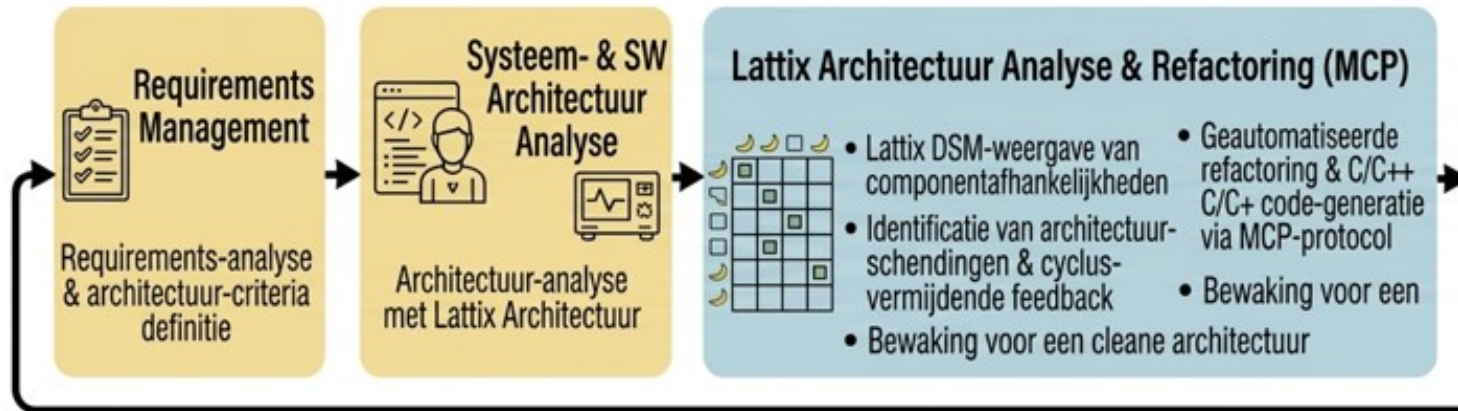 Requirements
Management
Requirements-analyse
& architectuur-criteria
definitie
Systeem- & SW
Architectuur
Analyse
</>
Architectuur-analyse
met Lattix Architectuur
Lattix Architectuur Analyse & Refactoring (MCP)
• Lattix DSM-weergave van
componentafhankelijkheden
• Identificatie van architectuur-
schendingen & cyclus-
vermijdende feedback
• Bewaking voor een cleane architectuur
• Geautomatiseerde
refactoring & C/C++
C/C+ code-generatie
via MCP-protocol
• Bewaking voor een